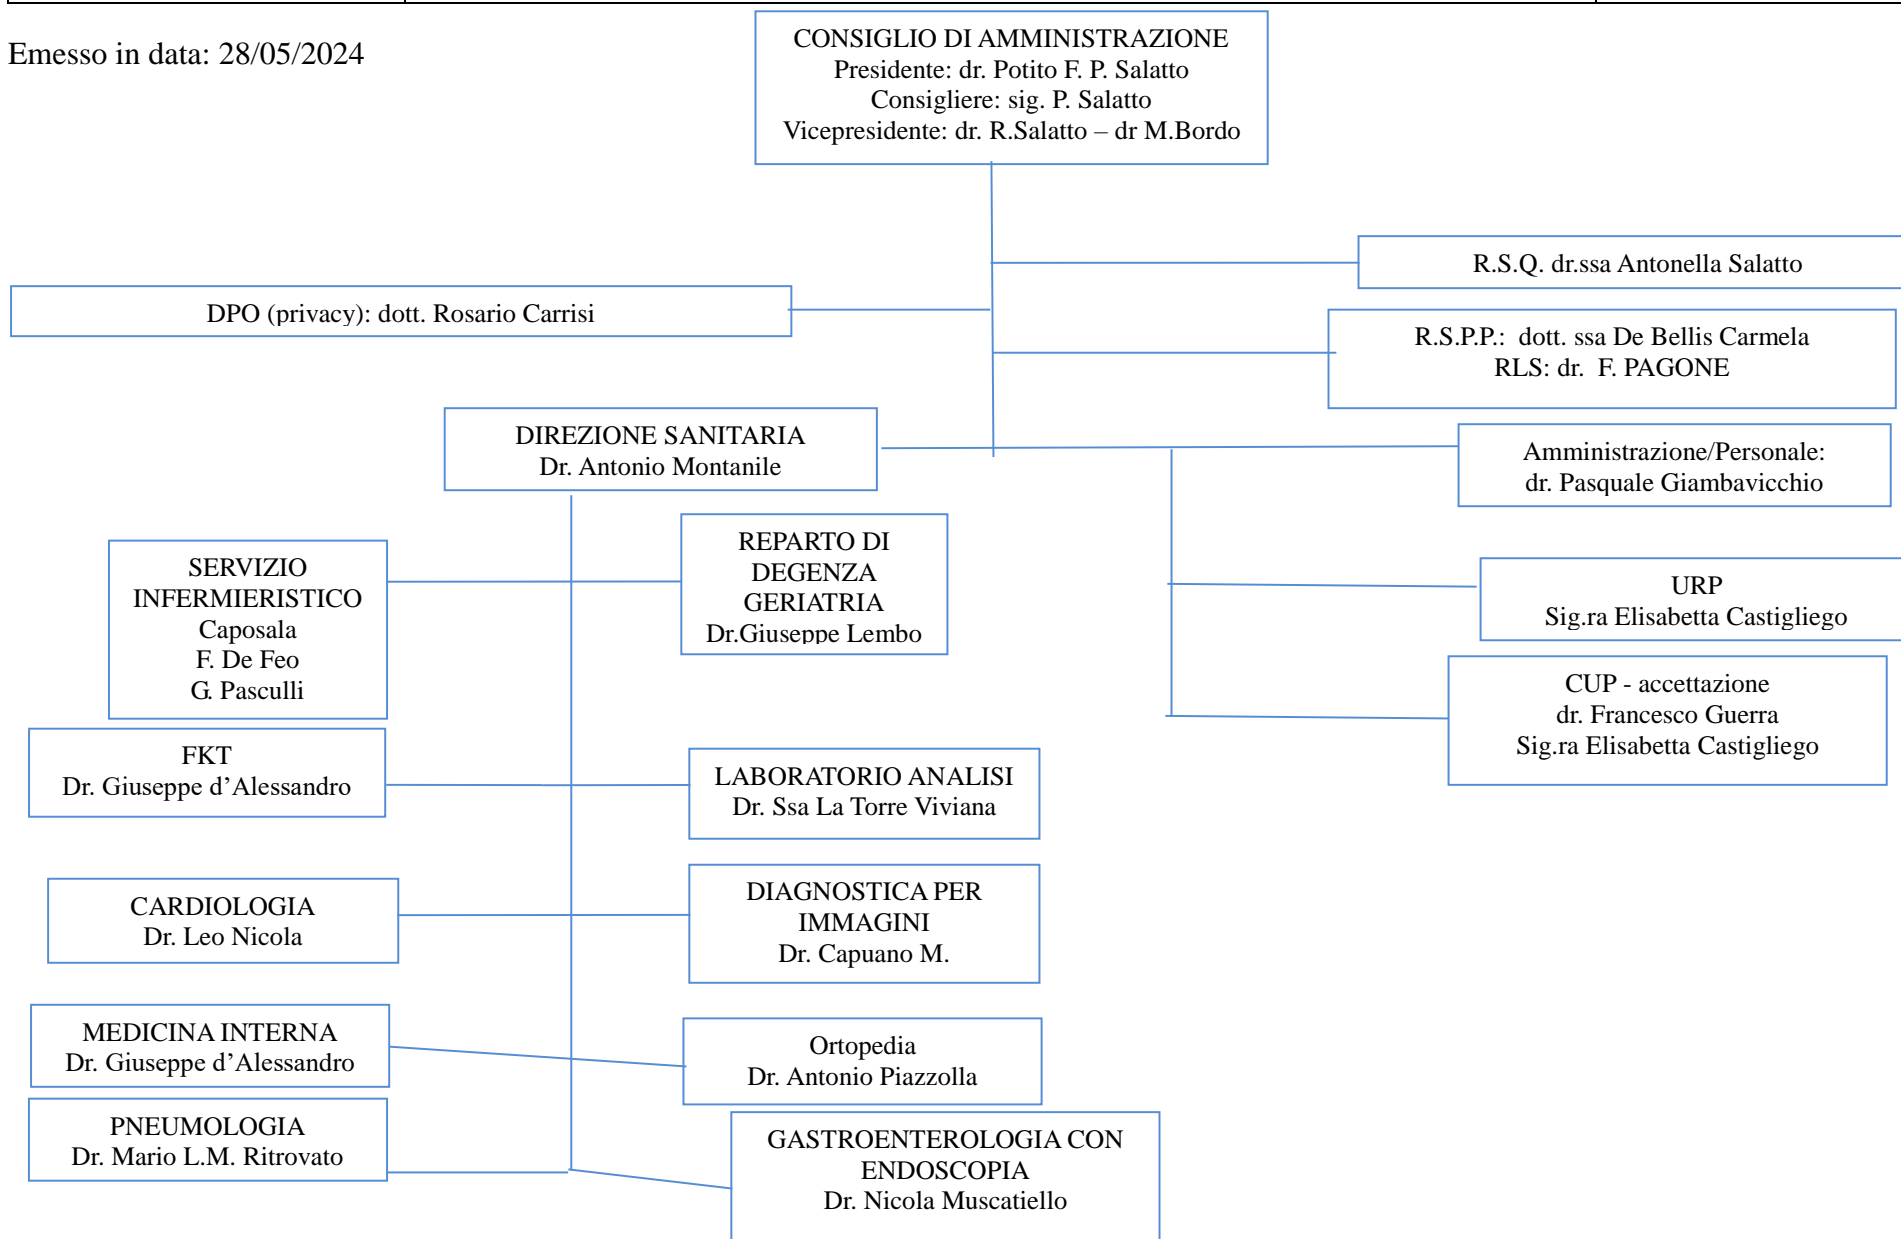 Emesso in data: 28/05/2024
CONSIGLIO DI AMMINISTRAZIONE
Presidente: dr. Potito F. P. Salatto
Consigliere: sig. P. Salatto
Vicepresidente: dr. R.Salatto – dr M.Bordo
R.S.Q. dr.ssa Antonella Salatto
DPO (privacy): dott. Rosario Carrisi
R.S.P.P.: dott. ssa De Bellis Carmela
RLS: dr. F. PAGONE
DIREZIONE SANITARIA
Dr. Antonio Montanile
Amministrazione/Personale:
dr. Pasquale Giambavicchio
SERVIZIO
INFERMIERISTICO
Caposala
F. De Feo
G. Pasculli
REPARTO DI
DEGENZA
GERIATRIA
Dr.Giuseppe Lembo
URP
Sig.ra Elisabetta Castigliego
CUP - accettazione
dr. Francesco Guerra
Sig.ra Elisabetta Castigliego
FKT
Dr. Giuseppe d’Alessandro
LABORATORIO ANALISI
Dr. Ssa La Torre Viviana
CARDIOLOGIA
Dr. Leo Nicola
DIAGNOSTICA PER
IMMAGINI
Dr. Capuano M.
MEDICINA INTERNA
Dr. Giuseppe d’Alessandro
Ortopedia
Dr. Antonio Piazzolla
PNEUMOLOGIA
Dr. Mario L.M. Ritrovato
GASTROENTEROLOGIA CON
ENDOSCOPIA
Dr. Nicola Muscatiello